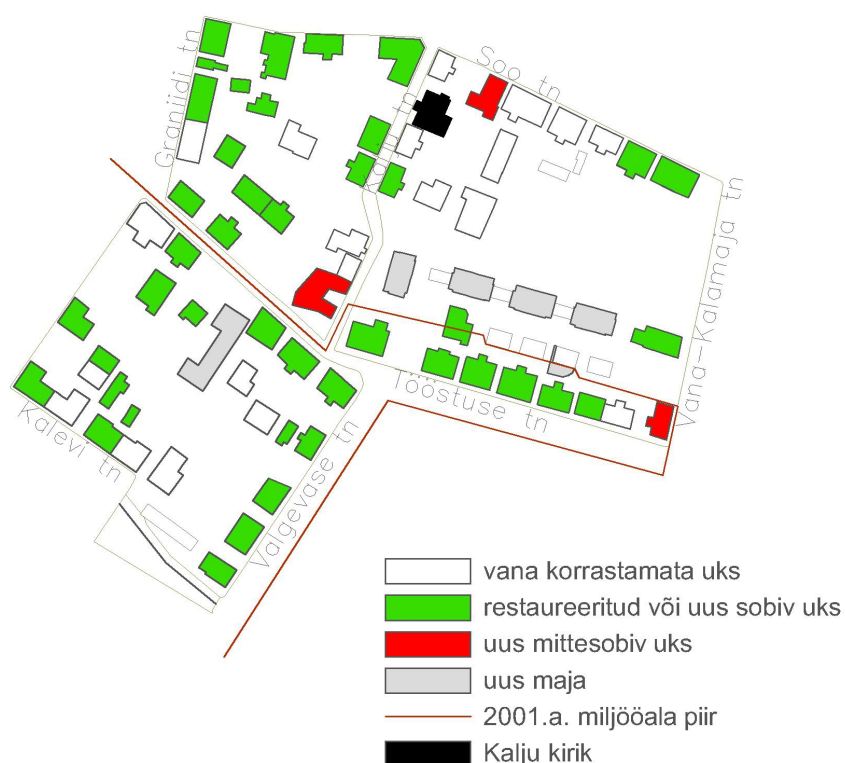 Graniidi tn
Soo tn
Kalju tn
Vana-Kalamaja tn
Tööstuse tn
Kalevi tn
Valgevase tn
vana korrastamata uks
restaureeritud või uus sobiv uks
uus mittesobiv uks
uus maja
2001.a. miljööala piir
Kalju kirik